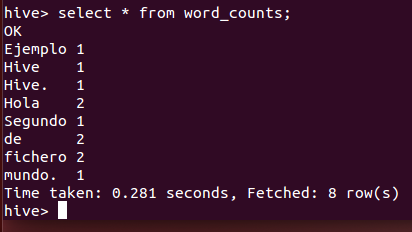 hive> select * from word_counts;
OK
Ejemplo 1
Hive    1
Hive.   1
Hola    2
Segundo 1
de      2
fichero 2
mundo.  1
Time taken: 0.281 seconds, Fetched: 8 row(s)
hive>